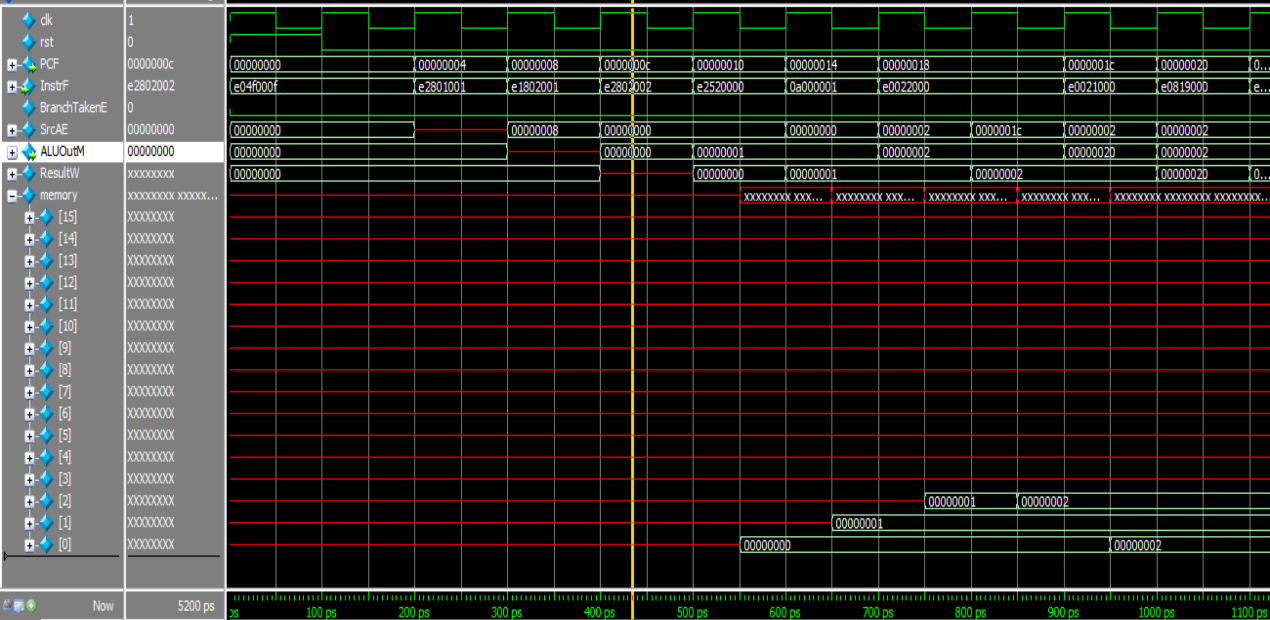 clk 1
rst 0
PCF 0000000c 00000000 00000004 00000008 0000000c 00000010 00000014 00000018 0000001c 00000020 0...
InstrF e2802002 e04f000f e2801001 e1802001 e2802002 e2520000 0a000001 e0022000 e0021000 e0819000 e...
BranchTakenE 0
SrcAE 00000000 00000000 00000008 00000000 00000000 00000002 0000001c 00000002 00000002
ALUOutM 00000000 00000000 00000000 00000001 00000002 00000020 00000002
ResultW xxxxxxxx 00000000 00000000 00000001 00000002 00000020 0...
memory xxxxxxxx xxxxx... xxxxxxxx xxx... xxxxxxxx xxx... xxxxxxxx xxx... xxxxxxxx xxx... xxxxxxxx xxxxxxxx xxxxxxxx...
[15] xxxxxxxx
[14] xxxxxxxx
[13] xxxxxxxx
[12] xxxxxxxx
[11] xxxxxxxx
[10] xxxxxxxx
[9] xxxxxxxx
[8] xxxxxxxx
[7] xxxxxxxx
[6] xxxxxxxx
[5] xxxxxxxx
[4] xxxxxxxx
[3] xxxxxxxx
[2] xxxxxxxx 00000001 00000002
[1] xxxxxxxx 00000001
[0] xxxxxxxx 00000000 00000002
Now 5200 ps
ps 100 ps 200 ps 300 ps 400 ps 500 ps 600 ps 700 ps 800 ps 900 ps 1000 ps 1100 ps